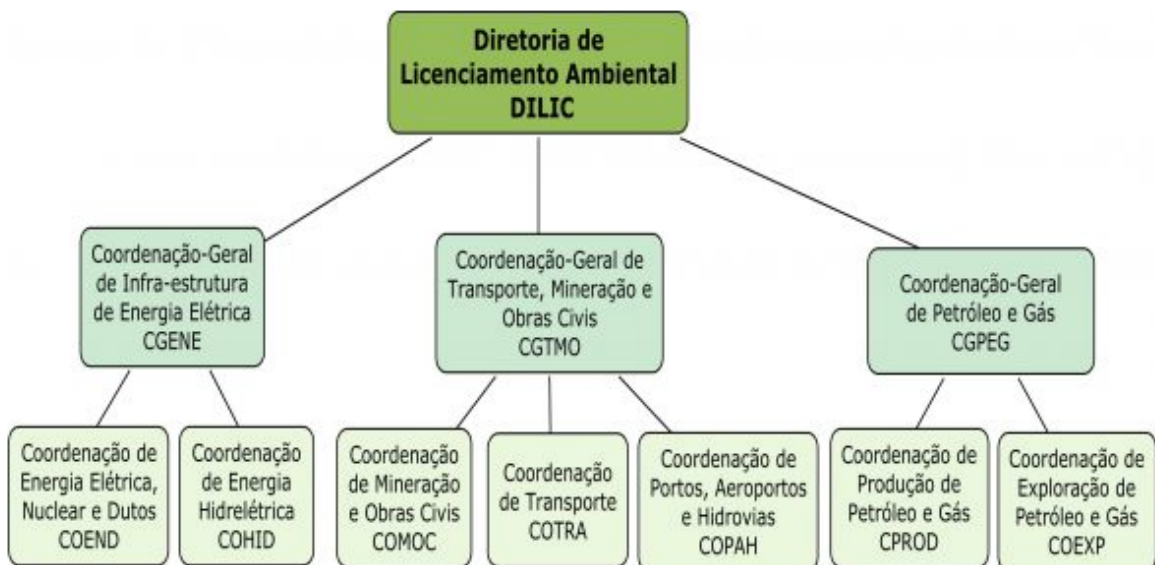 Diretoria de
Licenciamento Ambiental
DILIC
Coordenação-Geral
de Infra-estrutura
de Energia Elétrica
CGENE
Coordenação-Geral de
Transporte, Mineração e
Obras Civis
CGTMO
Coordenação-Geral
de Petróleo e Gás
CGPEG
Coordenação de
Energia Elétrica,
Nuclear e Dutos
COEND
Coordenação
de Energia
Hidrelétrica
COHID
Coordenação
de Mineração
e Obras Civis
COMOC
Coordenação
de Transporte
COTRA
Coordenação de
Portos, Aeroportos
e Hidrovias
COPAH
Coordenação de
Produção de
Petróleo e Gás
CPROD
Coordenação de
Exploração de
Petróleo e Gás
COEXP